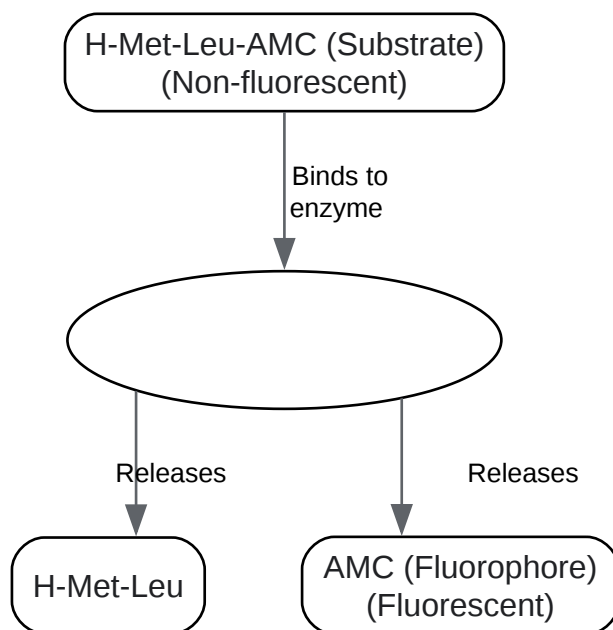 H-Met-Leu-AMC (Substrate)
(Non-fluorescent)
Binds to
enzyme
Releases
Releases
H-Met-Leu
AMC (Fluorophore)
(Fluorescent)